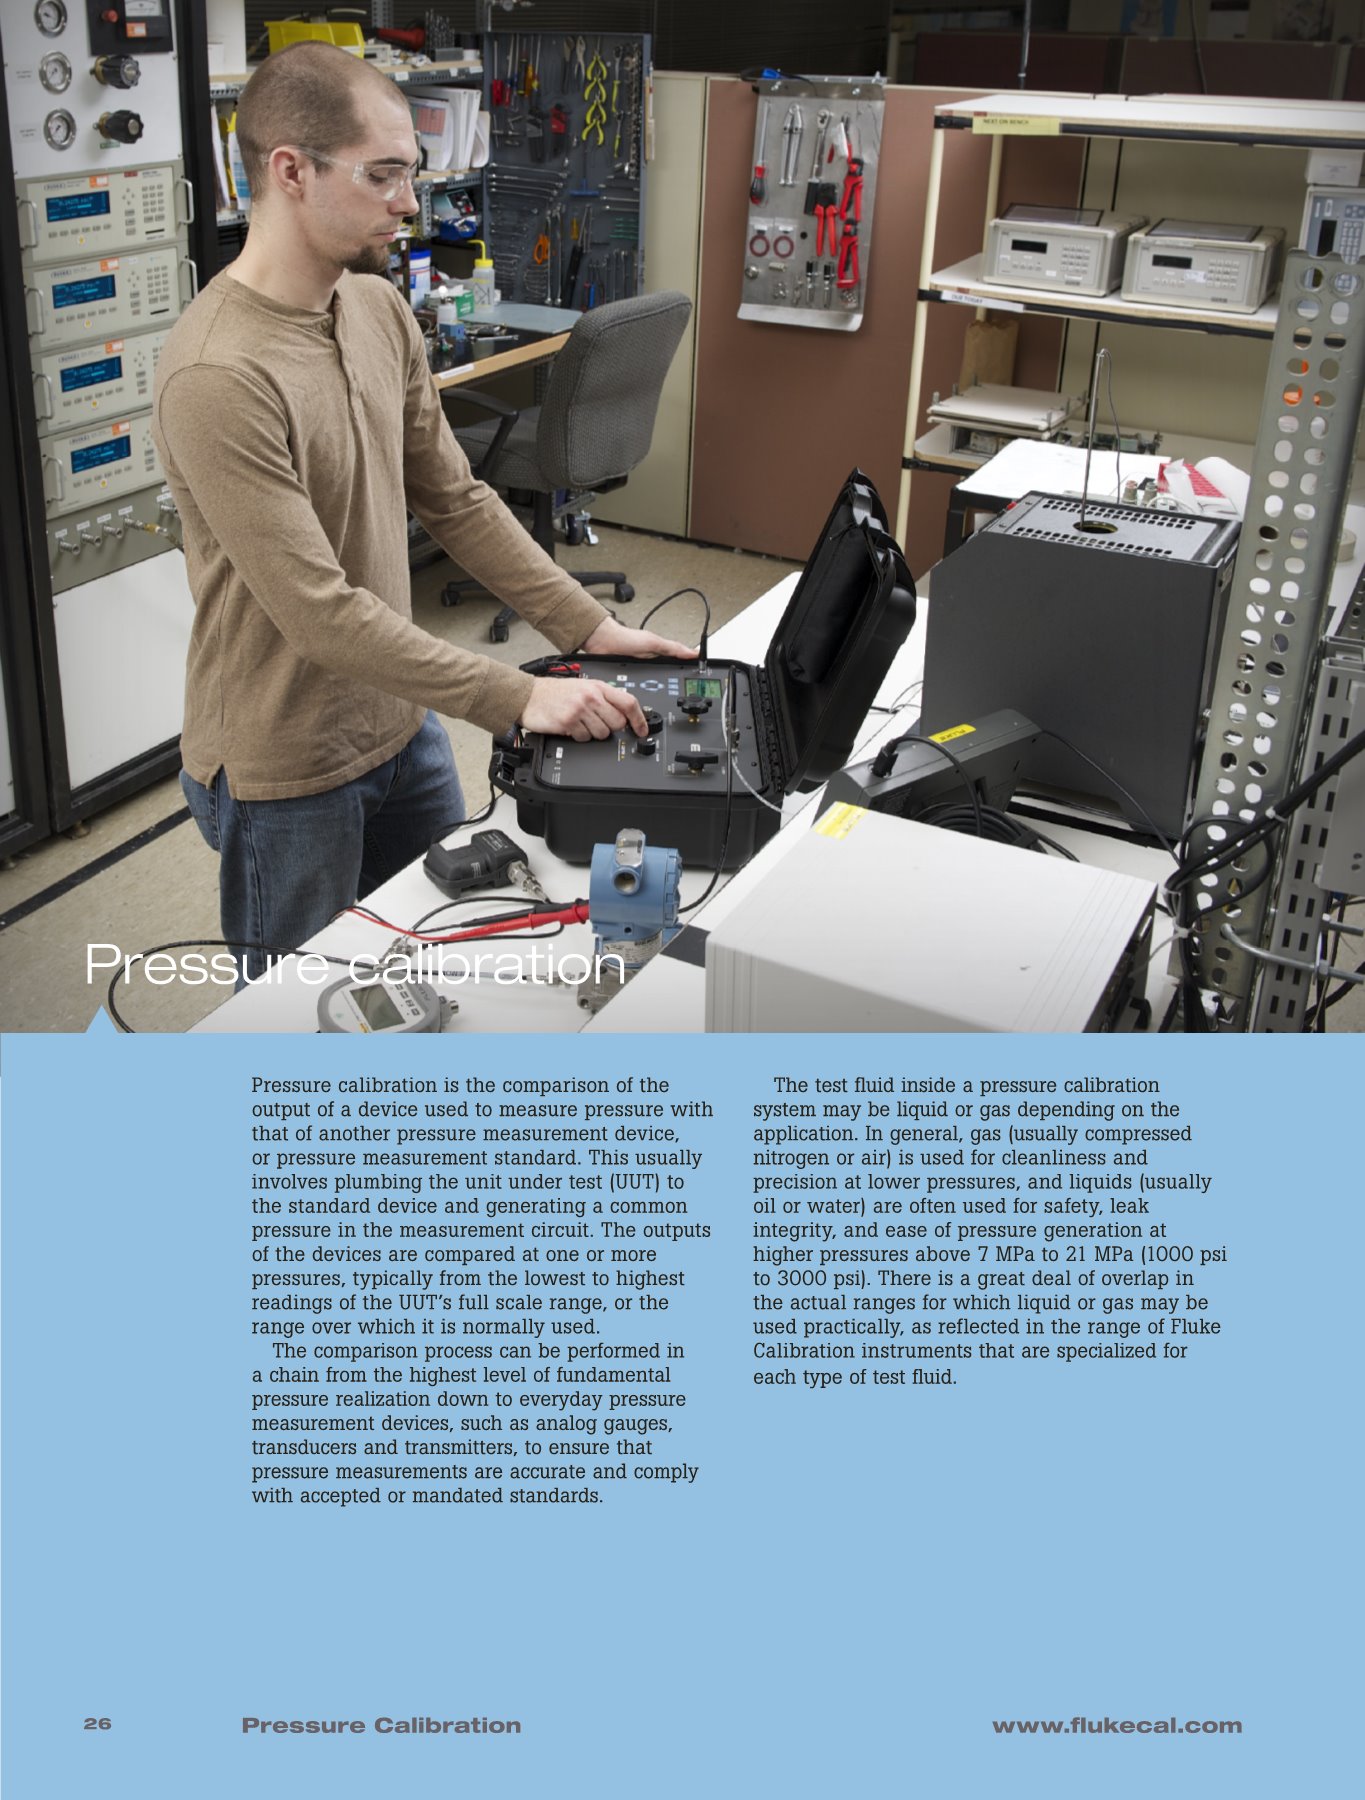 NEXT ON BENCH
DUE TODAY
FLUKE
Pressure calibration
Pressure calibration is the comparison of the
output of a device used to measure pressure with
that of another pressure measurement device,
or pressure measurement standard. This usually
involves plumbing the unit under test (UUT) to
the standard device and generating a common
pressure in the measurement circuit. The outputs
of the devices are compared at one or more
pressures, typically from the lowest to highest
readings of the UUT’s full scale range, or the
range over which it is normally used.
The comparison process can be performed in
a chain from the highest level of fundamental
pressure realization down to everyday pressure
measurement devices, such as analog gauges,
transducers and transmitters, to ensure that
pressure measurements are accurate and comply
with accepted or mandated standards.
The test fluid inside a pressure calibration
system may be liquid or gas depending on the
application. In general, gas (usually compressed
nitrogen or air) is used for cleanliness and
precision at lower pressures, and liquids (usually
oil or water) are often used for safety, leak
integrity, and ease of pressure generation at
higher pressures above 7 MPa to 21 MPa (1000 psi
to 3000 psi). There is a great deal of overlap in
the actual ranges for which liquid or gas may be
used practically, as reflected in the range of Fluke
Calibration instruments that are specialized for
each type of test fluid.
26 Pressure Calibration www.flukecal.com